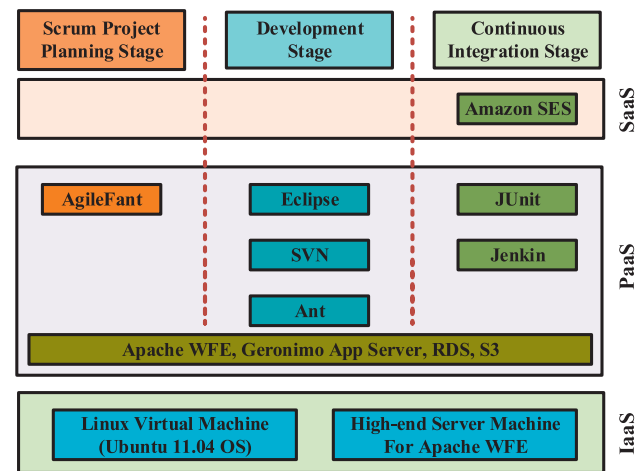 Scrum Project
Planning Stage
Development
Stage
Continuous
Integration Stage
Amazon SES
SaaS
AgileFant
Eclipse
JUnit
SVN
Jenkin
Ant
Apache WFE, Geronimo App Server, RDS, S3
PaaS
Linux Virtual Machine
(Ubuntu 11.04 OS)
High-end Server Machine
For Apache WFE
IaaS